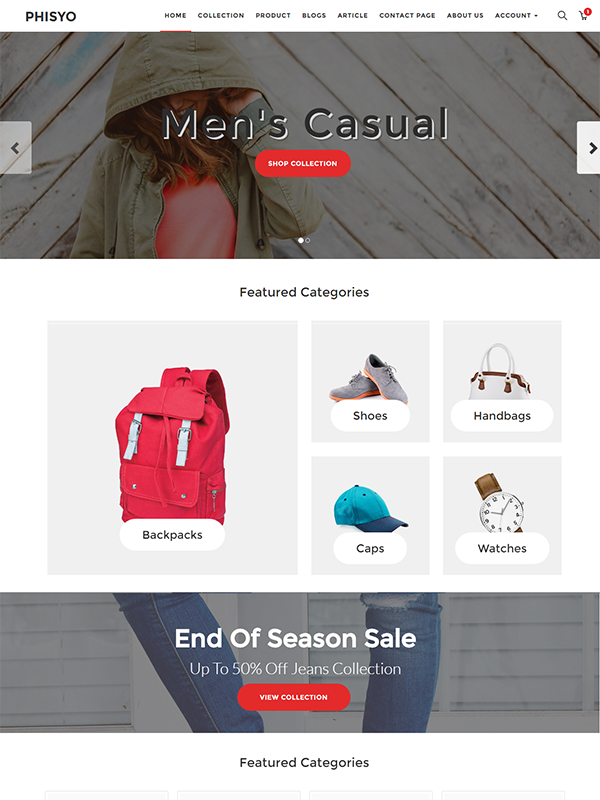 PHISYO
HOME COLLECTION PRODUCT BLOGS ARTICLE CONTACT PAGE ABOUT US ACCOUNT
1
Men's Casual
SHOP COLLECTION
Featured Categories
Backpacks
Shoes
Handbags
Caps
Watches
End Of Season Sale
Up To 50% Off Jeans Collection
VIEW COLLECTION
Featured Categories